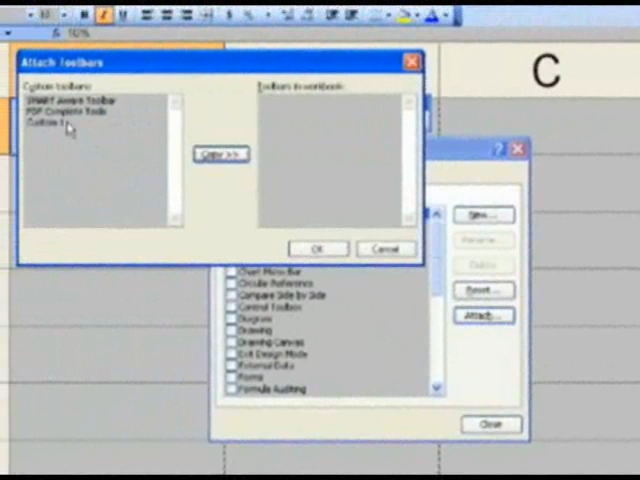 102%
C
Attach Toolbars
Custom toolbars:
Toolbars in workbook:
SMART Aware Toolbar
PDF Complete Tools
Custom
Copy >>
OK
Cancel
New...
Rename...
Delete
Reset...
Attach...
Chart Menu Bar
Circular Reference
Compare Side by Side
Control Toolbox
Diagram
Drawing
Drawing Canvas
Exit Design Mode
External Data
Forms
Formula Auditing
Close